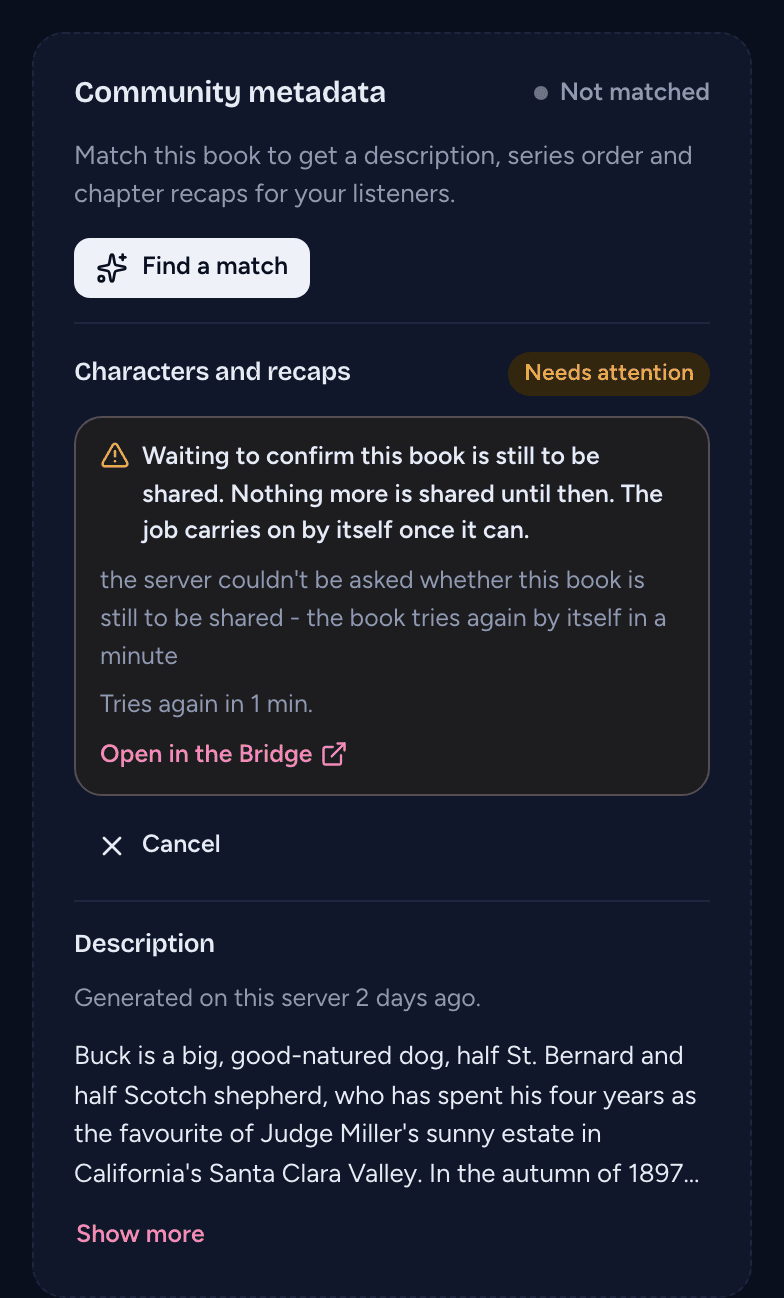 Community metadata
Not matched
Match this book to get a description, series order and
chapter recaps for your listeners.
Find a match
Characters and recaps
Needs attention
Waiting to confirm this book is still to be
shared. Nothing more is shared until then. The
job carries on by itself once it can.
the server couldn't be asked whether this book is
still to be shared - the book tries again by itself in a
minute
Tries again in 1 min.
Open in the Bridge
Cancel
Description
Generated on this server 2 days ago.
Buck is a big, good-natured dog, half St. Bernard and
half Scotch shepherd, who has spent his four years as
the favourite of Judge Miller's sunny estate in
California's Santa Clara Valley. In the autumn of 1897...
Show more